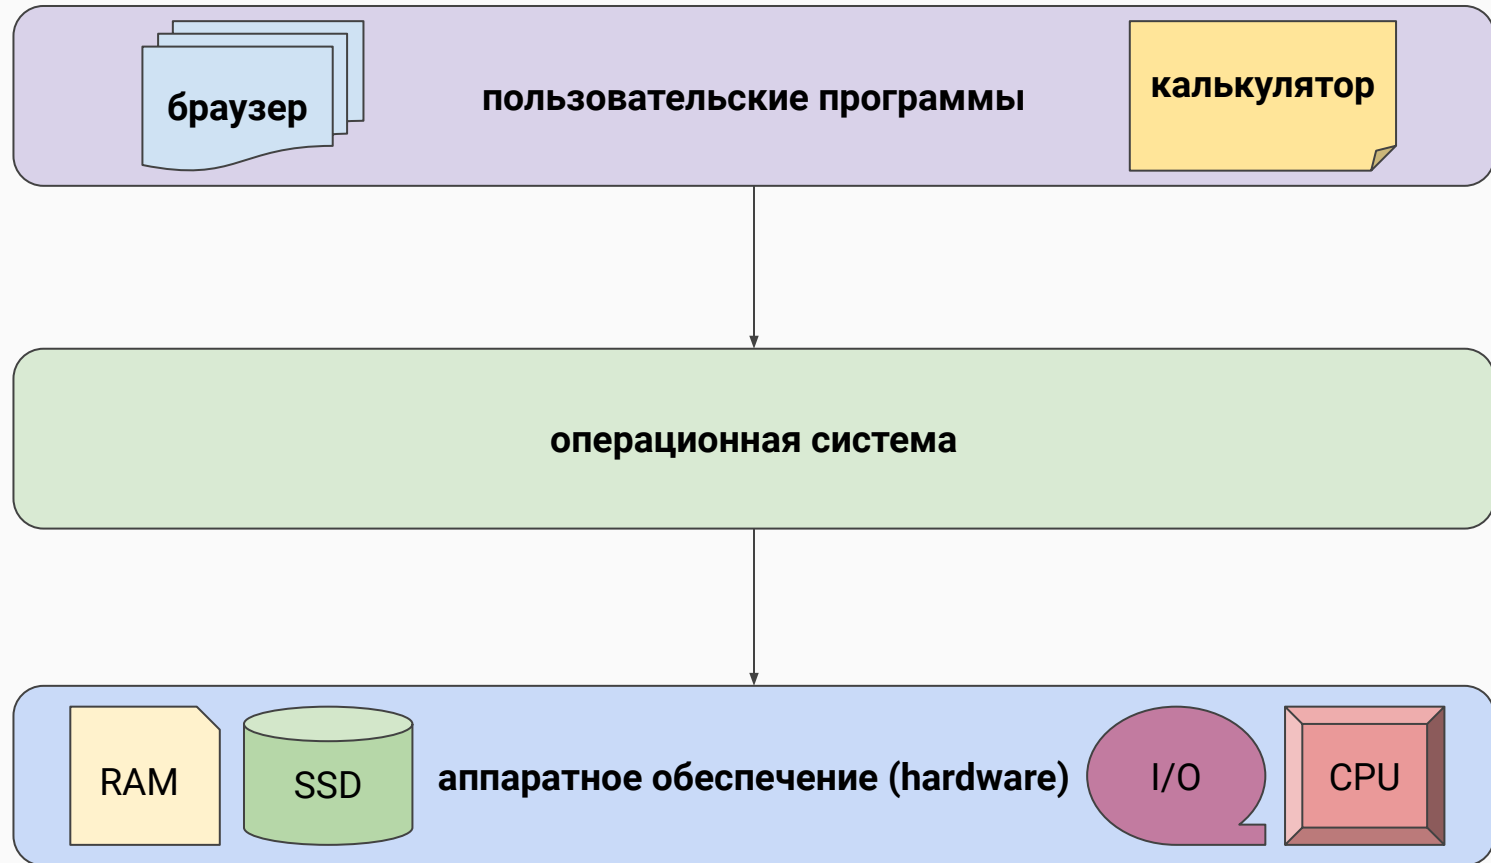 браузер
пользовательские программы
калькулятор
операционная система
RAM
SSD
аппаратное обеспечение (hardware)
I/O
CPU